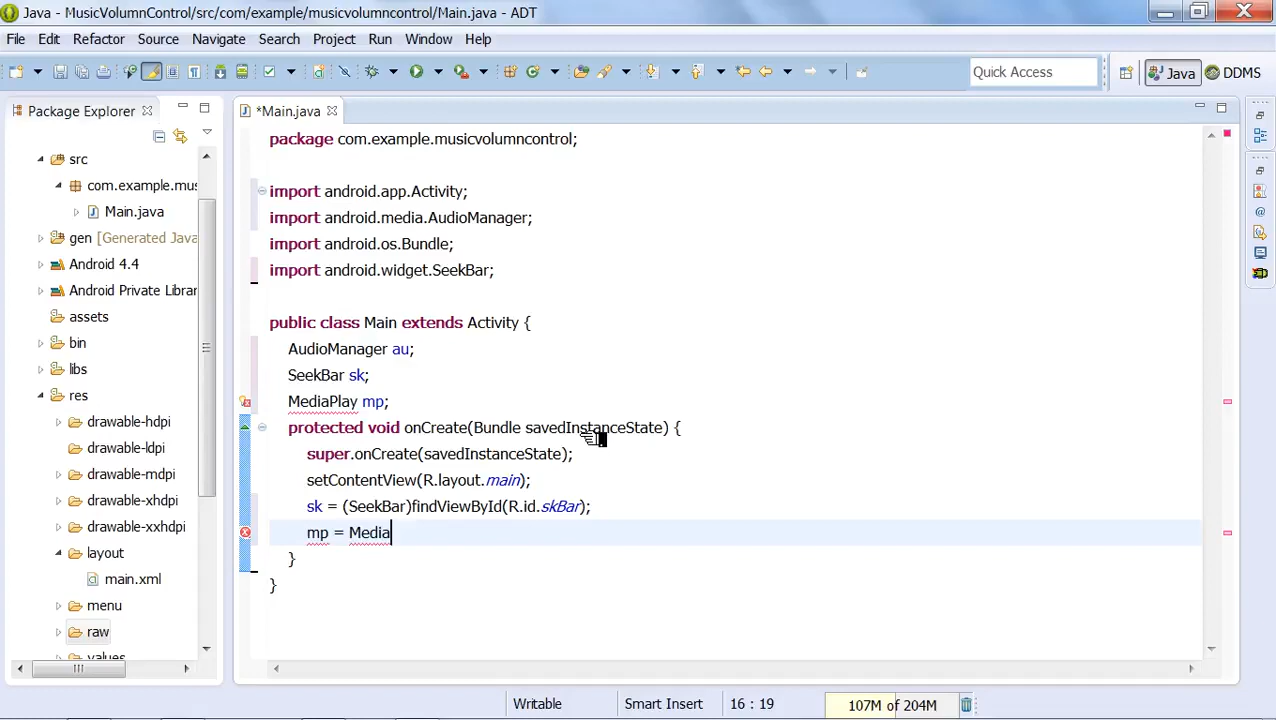 Java - MusicVolumnControl/src/com/example/musicvolumncontrol/Main.java - ADT
File Edit Refactor Source Navigate Search Project Run Window Help
Quick Access
Java
DDMS
Package Explorer
*Main.java
src
com.example.mus
Main.java
gen [Generated Java
Android 4.4
Android Private Librar
assets
bin
libs
res
drawable-hdpi
drawable-ldpi
drawable-mdpi
drawable-xhdpi
drawable-xxhdpi
layout
main.xml
menu
raw
values
package com.example.musicvolumncontrol;
import android.app.Activity;
import android.media.AudioManager;
import android.os.Bundle;
import android.widget.SeekBar;
public class Main extends Activity {
AudioManager au;
SeekBar sk;
MediaPlay mp;
protected void onCreate(Bundle savedInstanceState) {
super.onCreate(savedInstanceState);
setContentView(R.layout.main);
sk = (SeekBar)findViewById(R.id.skBar);
mp = Media
}
}
Writable
Smart Insert
16 : 19
107M of 204M